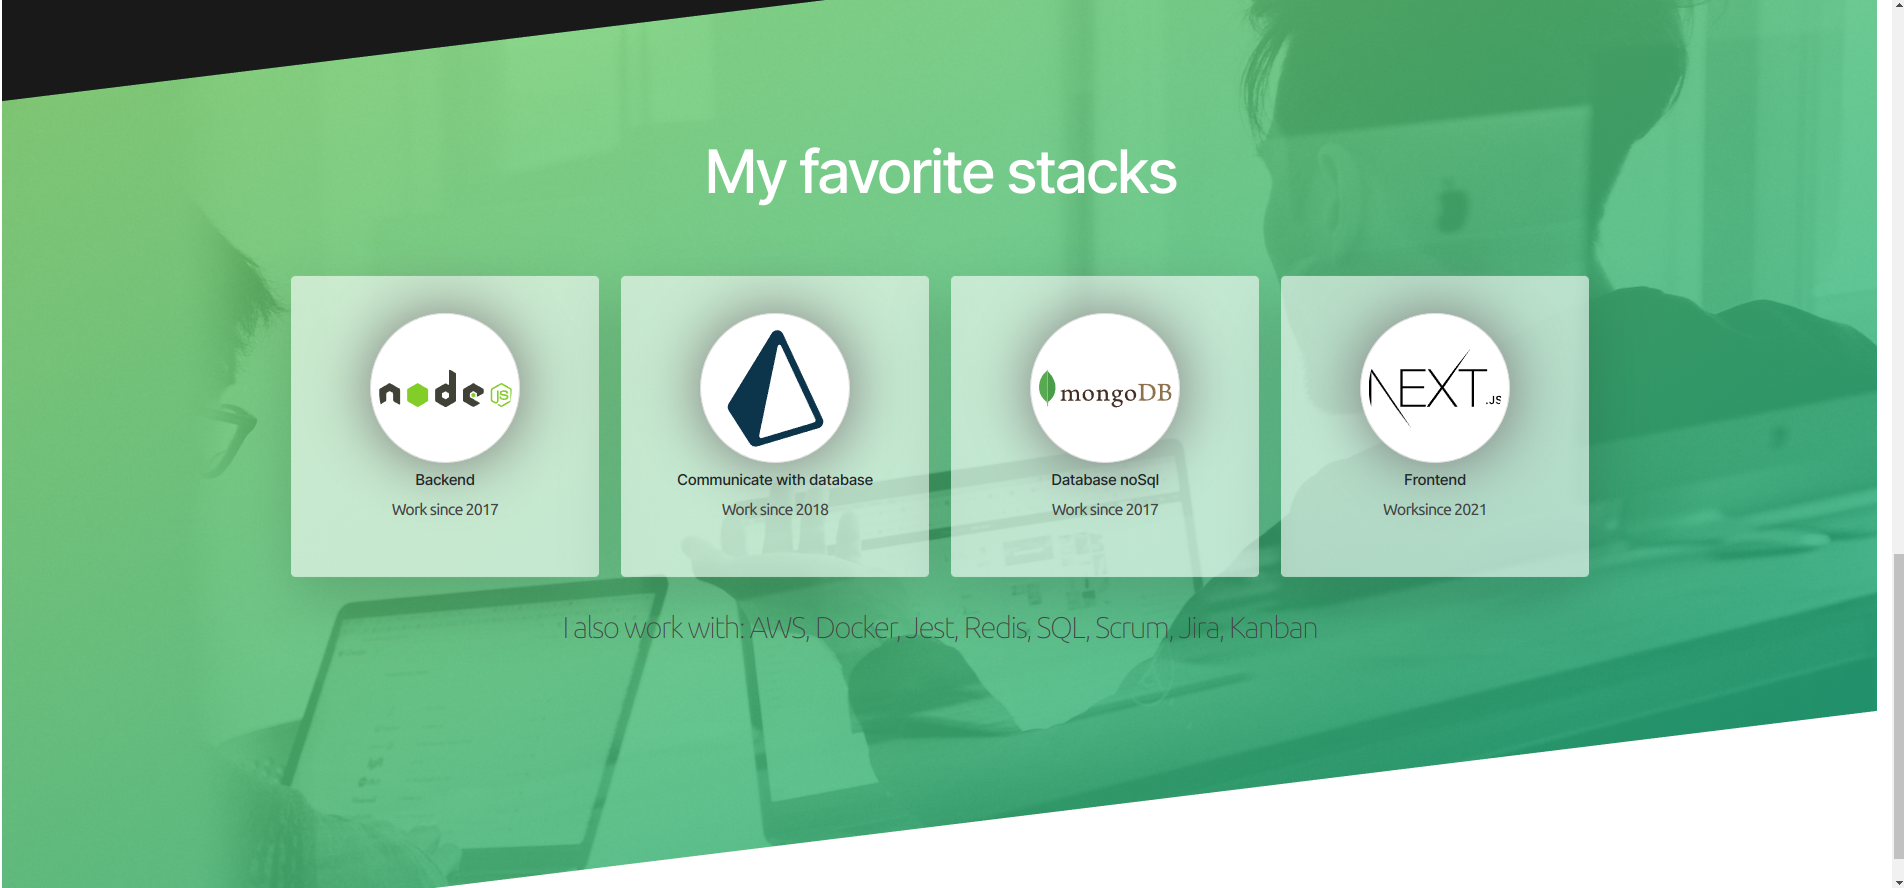 My favorite stacks
node JS
mongoDB
NEXT.JS
Backend
Communicate with database
Database noSql
Frontend
Work since 2017
Work since 2018
Work since 2017
Worksince 2021
I also work with: AWS, Docker, Jest, Redis, SQL, Scrum, Jira, Kanban